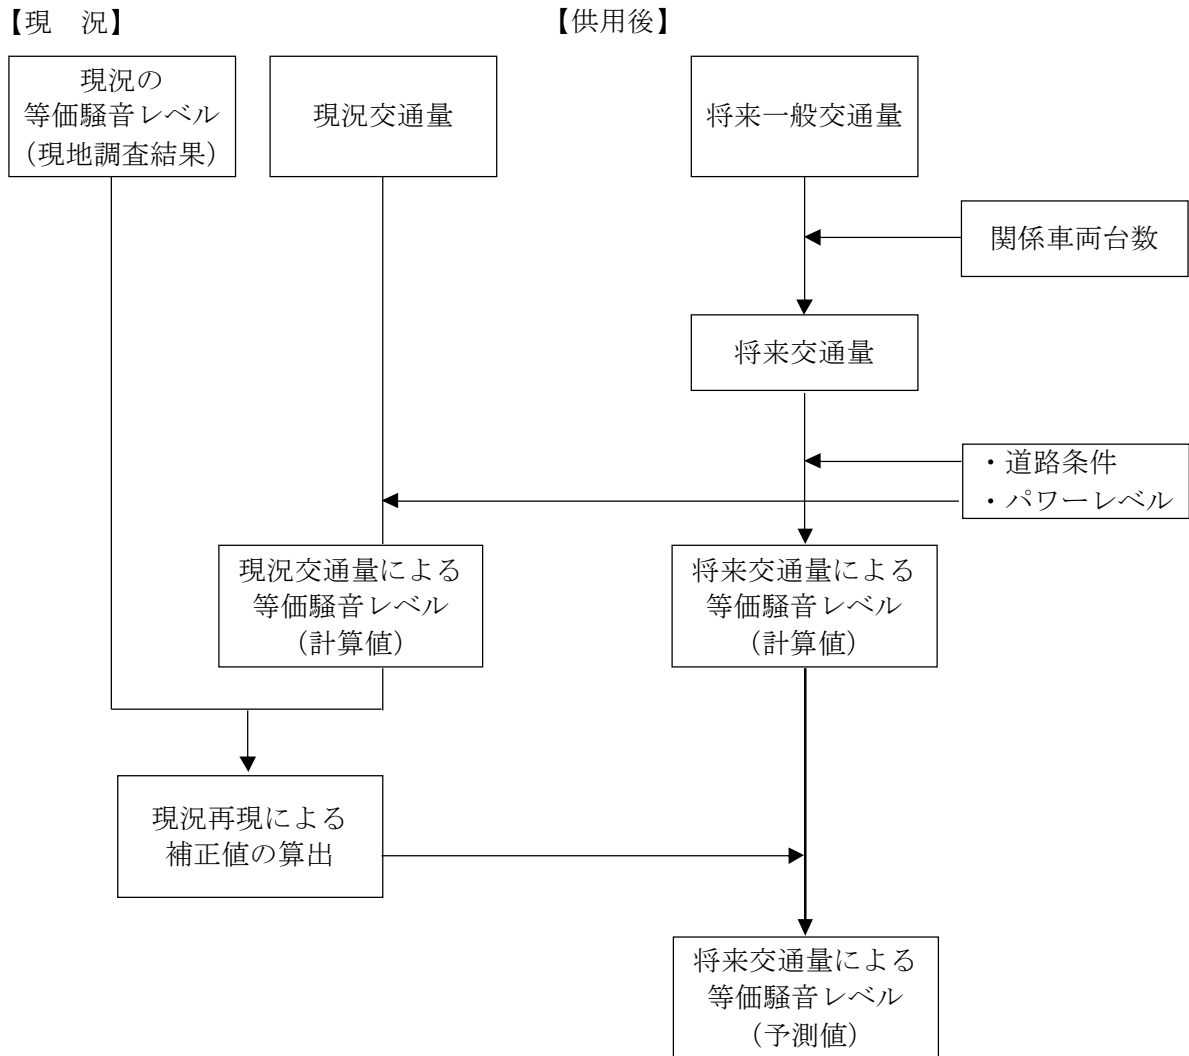 【現　況】
【供用後】
現況の
等価騒音レベル
（現地調査結果）
現況交通量
将来一般交通量
関係車両台数
将来交通量
・道路条件
・パワーレベル
現況交通量による
等価騒音レベル
（計算値）
将来交通量による
等価騒音レベル
（計算値）
現況再現による
補正値の算出
将来交通量による
等価騒音レベル
（予測値）